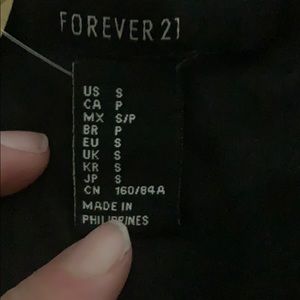 FOREVER 21
US S
CA P
MX S/P
BR P
EU S
UK S
KR S
JP S
CN 160/84A
MADE IN
PHILIPPINES